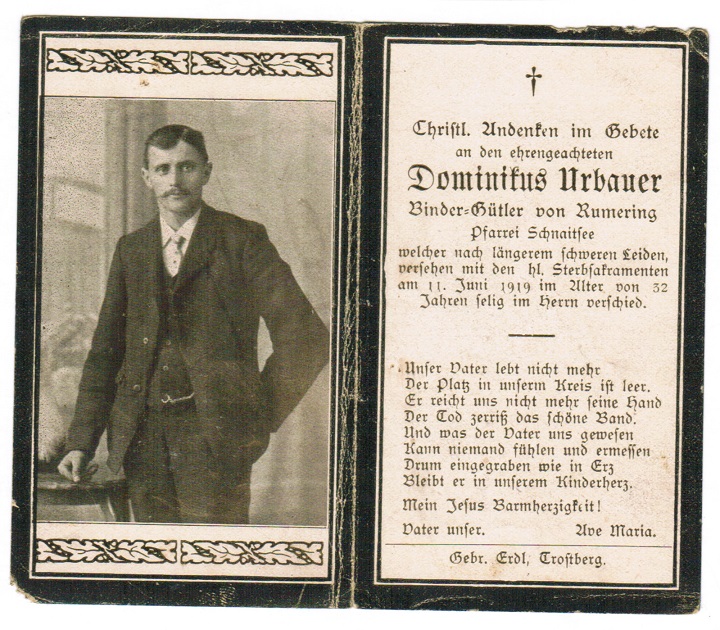 Christl. Andenken im Gebete
an den ehrengeachteten
Dominikus Urbauer
Binder-Gütler von Rumering
Pfarrei Schnaitsee
welcher nach längerem schweren Leiden,
versehen mit den hl. Sterbsakramenten
am 11. Juni 1919 im Alter von 32
Jahren selig im Herrn verschied.
Unser Vater lebt nicht mehr
Der Platz in unserm Kreis ist leer.
Er reicht uns nicht mehr seine Hand
Der Tod zerriß das schöne Band.
Und was der Vater uns gewesen
Kann niemand fühlen und ermessen
Drum eingegraben wie in Erz
Bleibt er in unserem Kinderherz.
Mein Jesus Barmherzigkeit!
Vater unser. Ave Maria.
Gebr. Erdl, Trostberg.